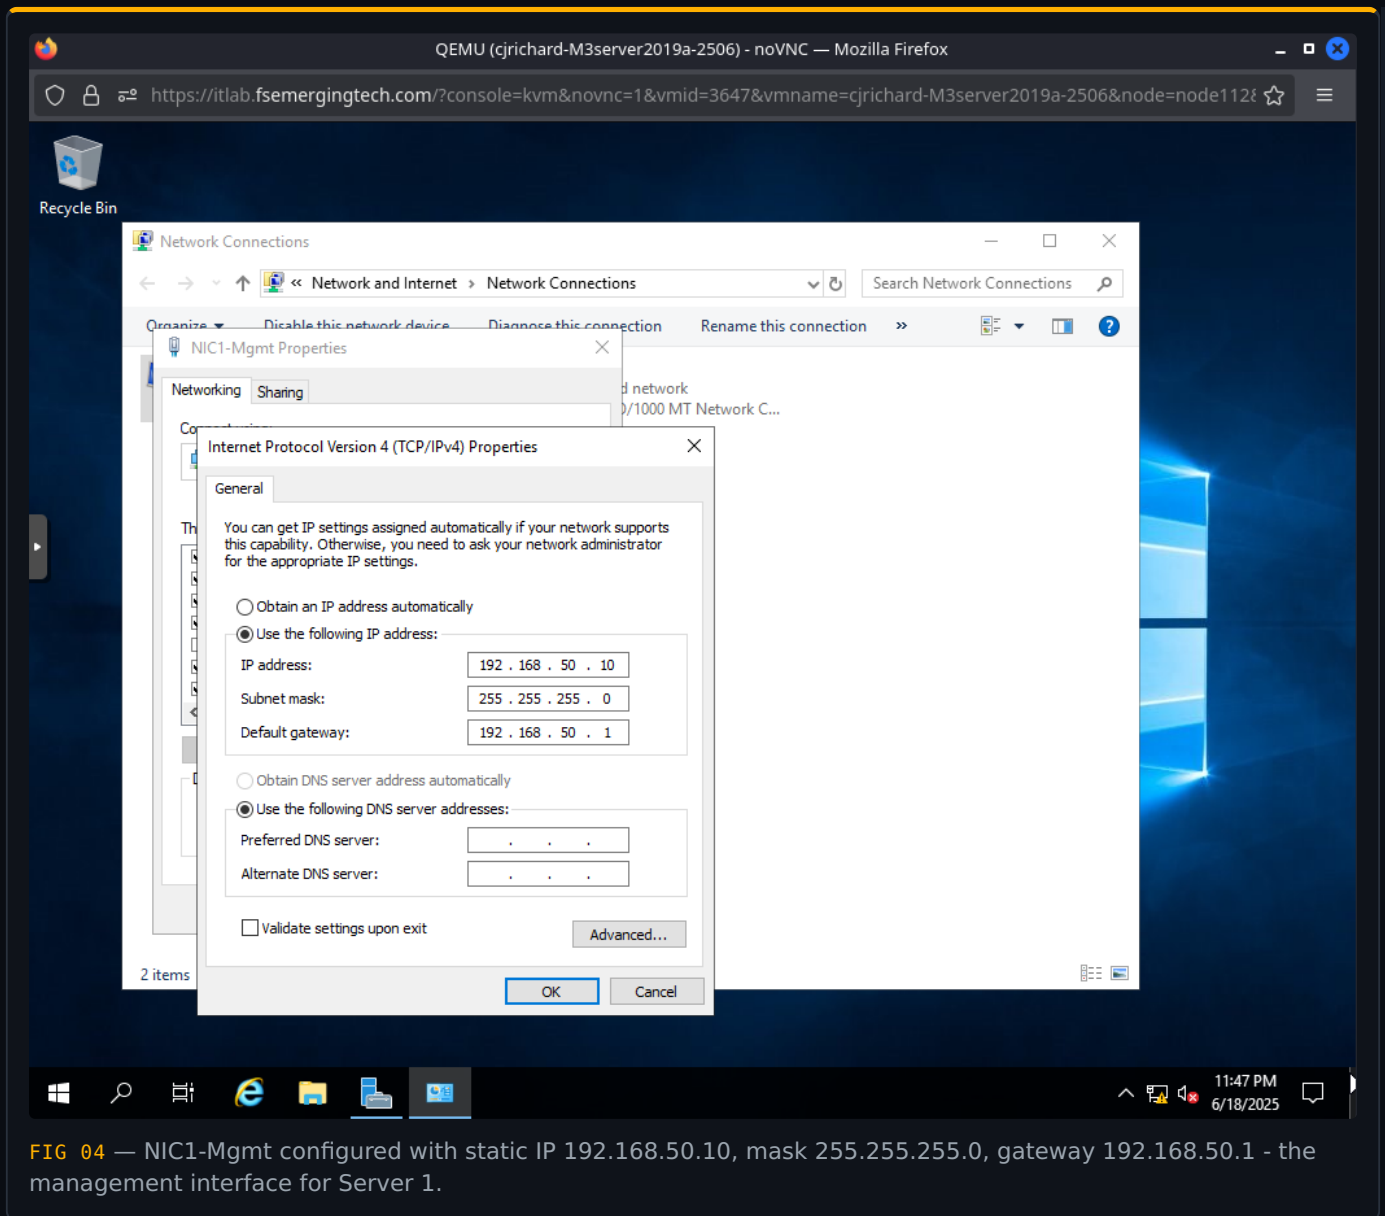 QEMU (cjrichard-M3server2019a-2506) - noVNC — Mozilla Firefox
https://itlab.fsemergingtech.com/?console=kvm&novnc=1&vmid=3647&vmname=cjrichard-M3server2019a-2506&node=node112&
Recycle Bin
Network Connections
« Network and Internet › Network Connections
Search Network Connections
Organize Disable this network device Diagnose this connection Rename this connection »
NIC1-Mgmt Properties
Networking Sharing
d network
0/1000 MT Network C...
Connect using:
Internet Protocol Version 4 (TCP/IPv4) Properties
General
You can get IP settings assigned automatically if your network supports
this capability. Otherwise, you need to ask your network administrator
for the appropriate IP settings.
Th
Obtain an IP address automatically
Use the following IP address:
IP address: 192 . 168 . 50 . 10
Subnet mask: 255 . 255 . 255 . 0
Default gateway: 192 . 168 . 50 . 1
Obtain DNS server address automatically
Use the following DNS server addresses:
Preferred DNS server: . . .
Alternate DNS server: . . .
Validate settings upon exit
Advanced...
2 items
OK Cancel
11:47 PM
6/18/2025
FIG 04 — NIC1-Mgmt configured with static IP 192.168.50.10, mask 255.255.255.0, gateway 192.168.50.1 - the
management interface for Server 1.